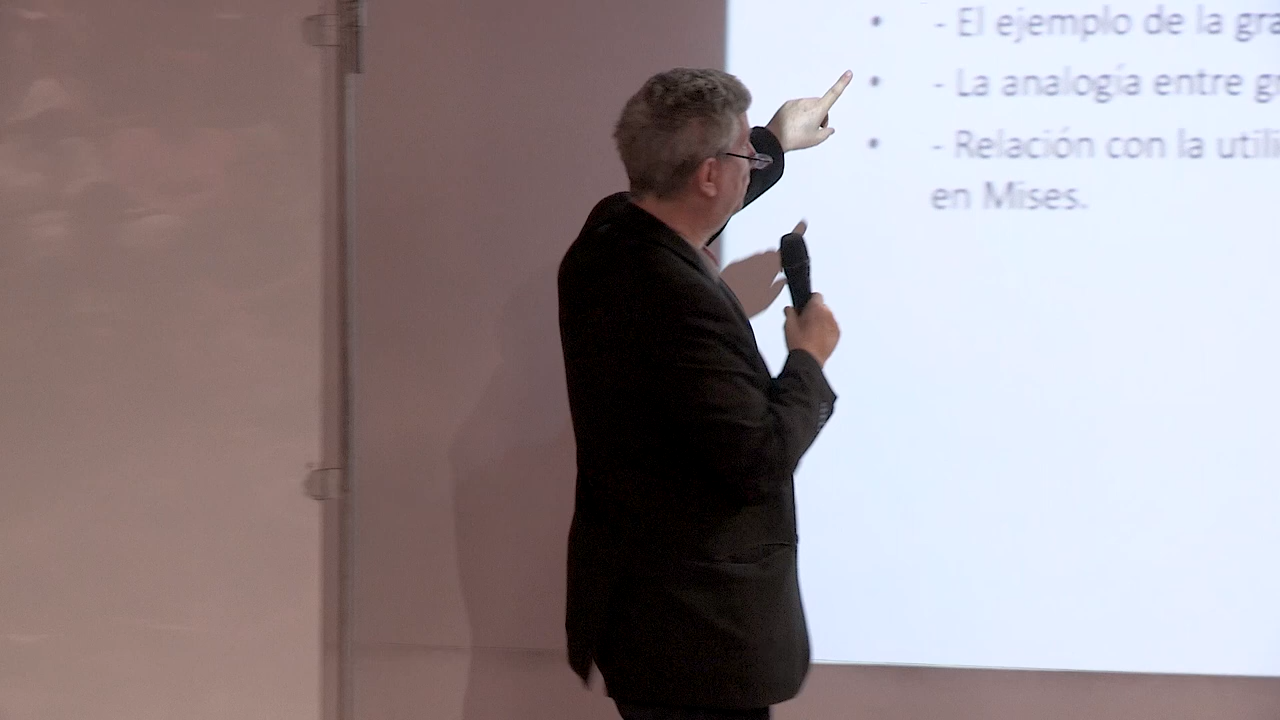 - El ejemplo de la
- La analogía entre
- Relación con la
en Mises.